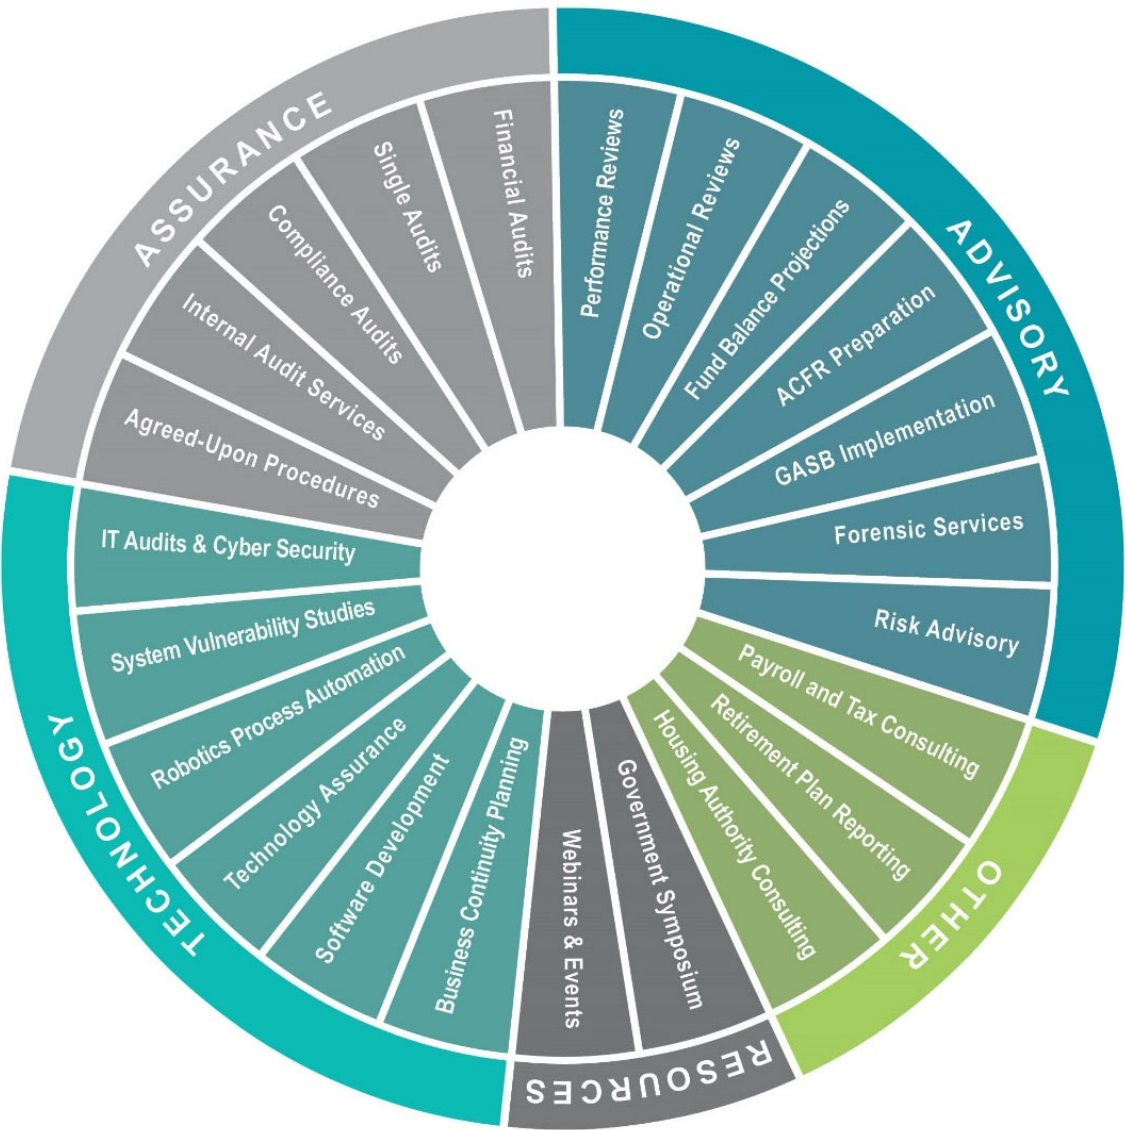 ASSURANCE
Financial Audits
Single Audits
Compliance Audits
Internal Audit Services
Agreed-Upon Procedures
ADVISORY
Performance Reviews
Operational Reviews
Fund Balance Projections
ACFR Preparation
GASB Implementation
Forensic Services
Risk Advisory
OTHER
Payroll and Tax Consulting
Retirement Plan Reporting
Housing Authority Consulting
RESOURCES
Government Symposium
Webinars & Events
TECHNOLOGY
Business Continuity Planning
Software Development
Technology Assurance
Robotics Process Automation
System Vulnerability Studies
IT Audits & Cyber Security